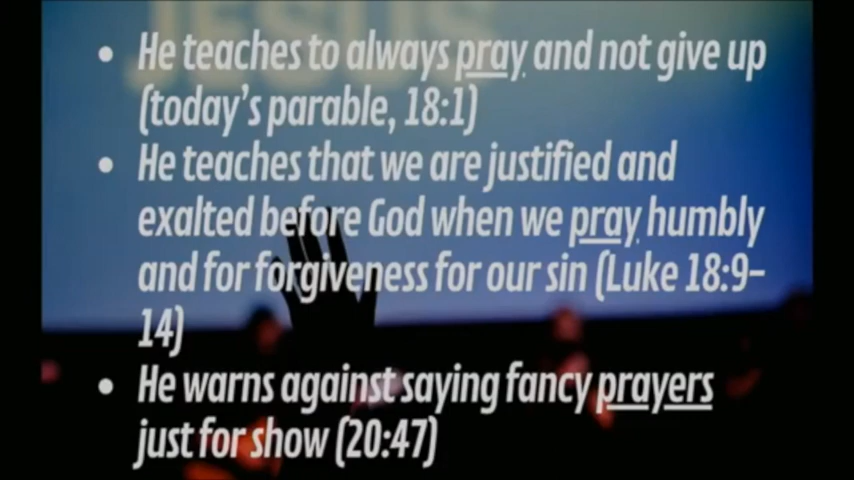 JESUS
• He teaches to always pray and not give up
(today's parable, 18:1)
• He teaches that we are justified and
exalted before God when we pray humbly
and for forgiveness for our sin (Luke 18:9–
14)
• He warns against saying fancy prayers
just for show (20:47)